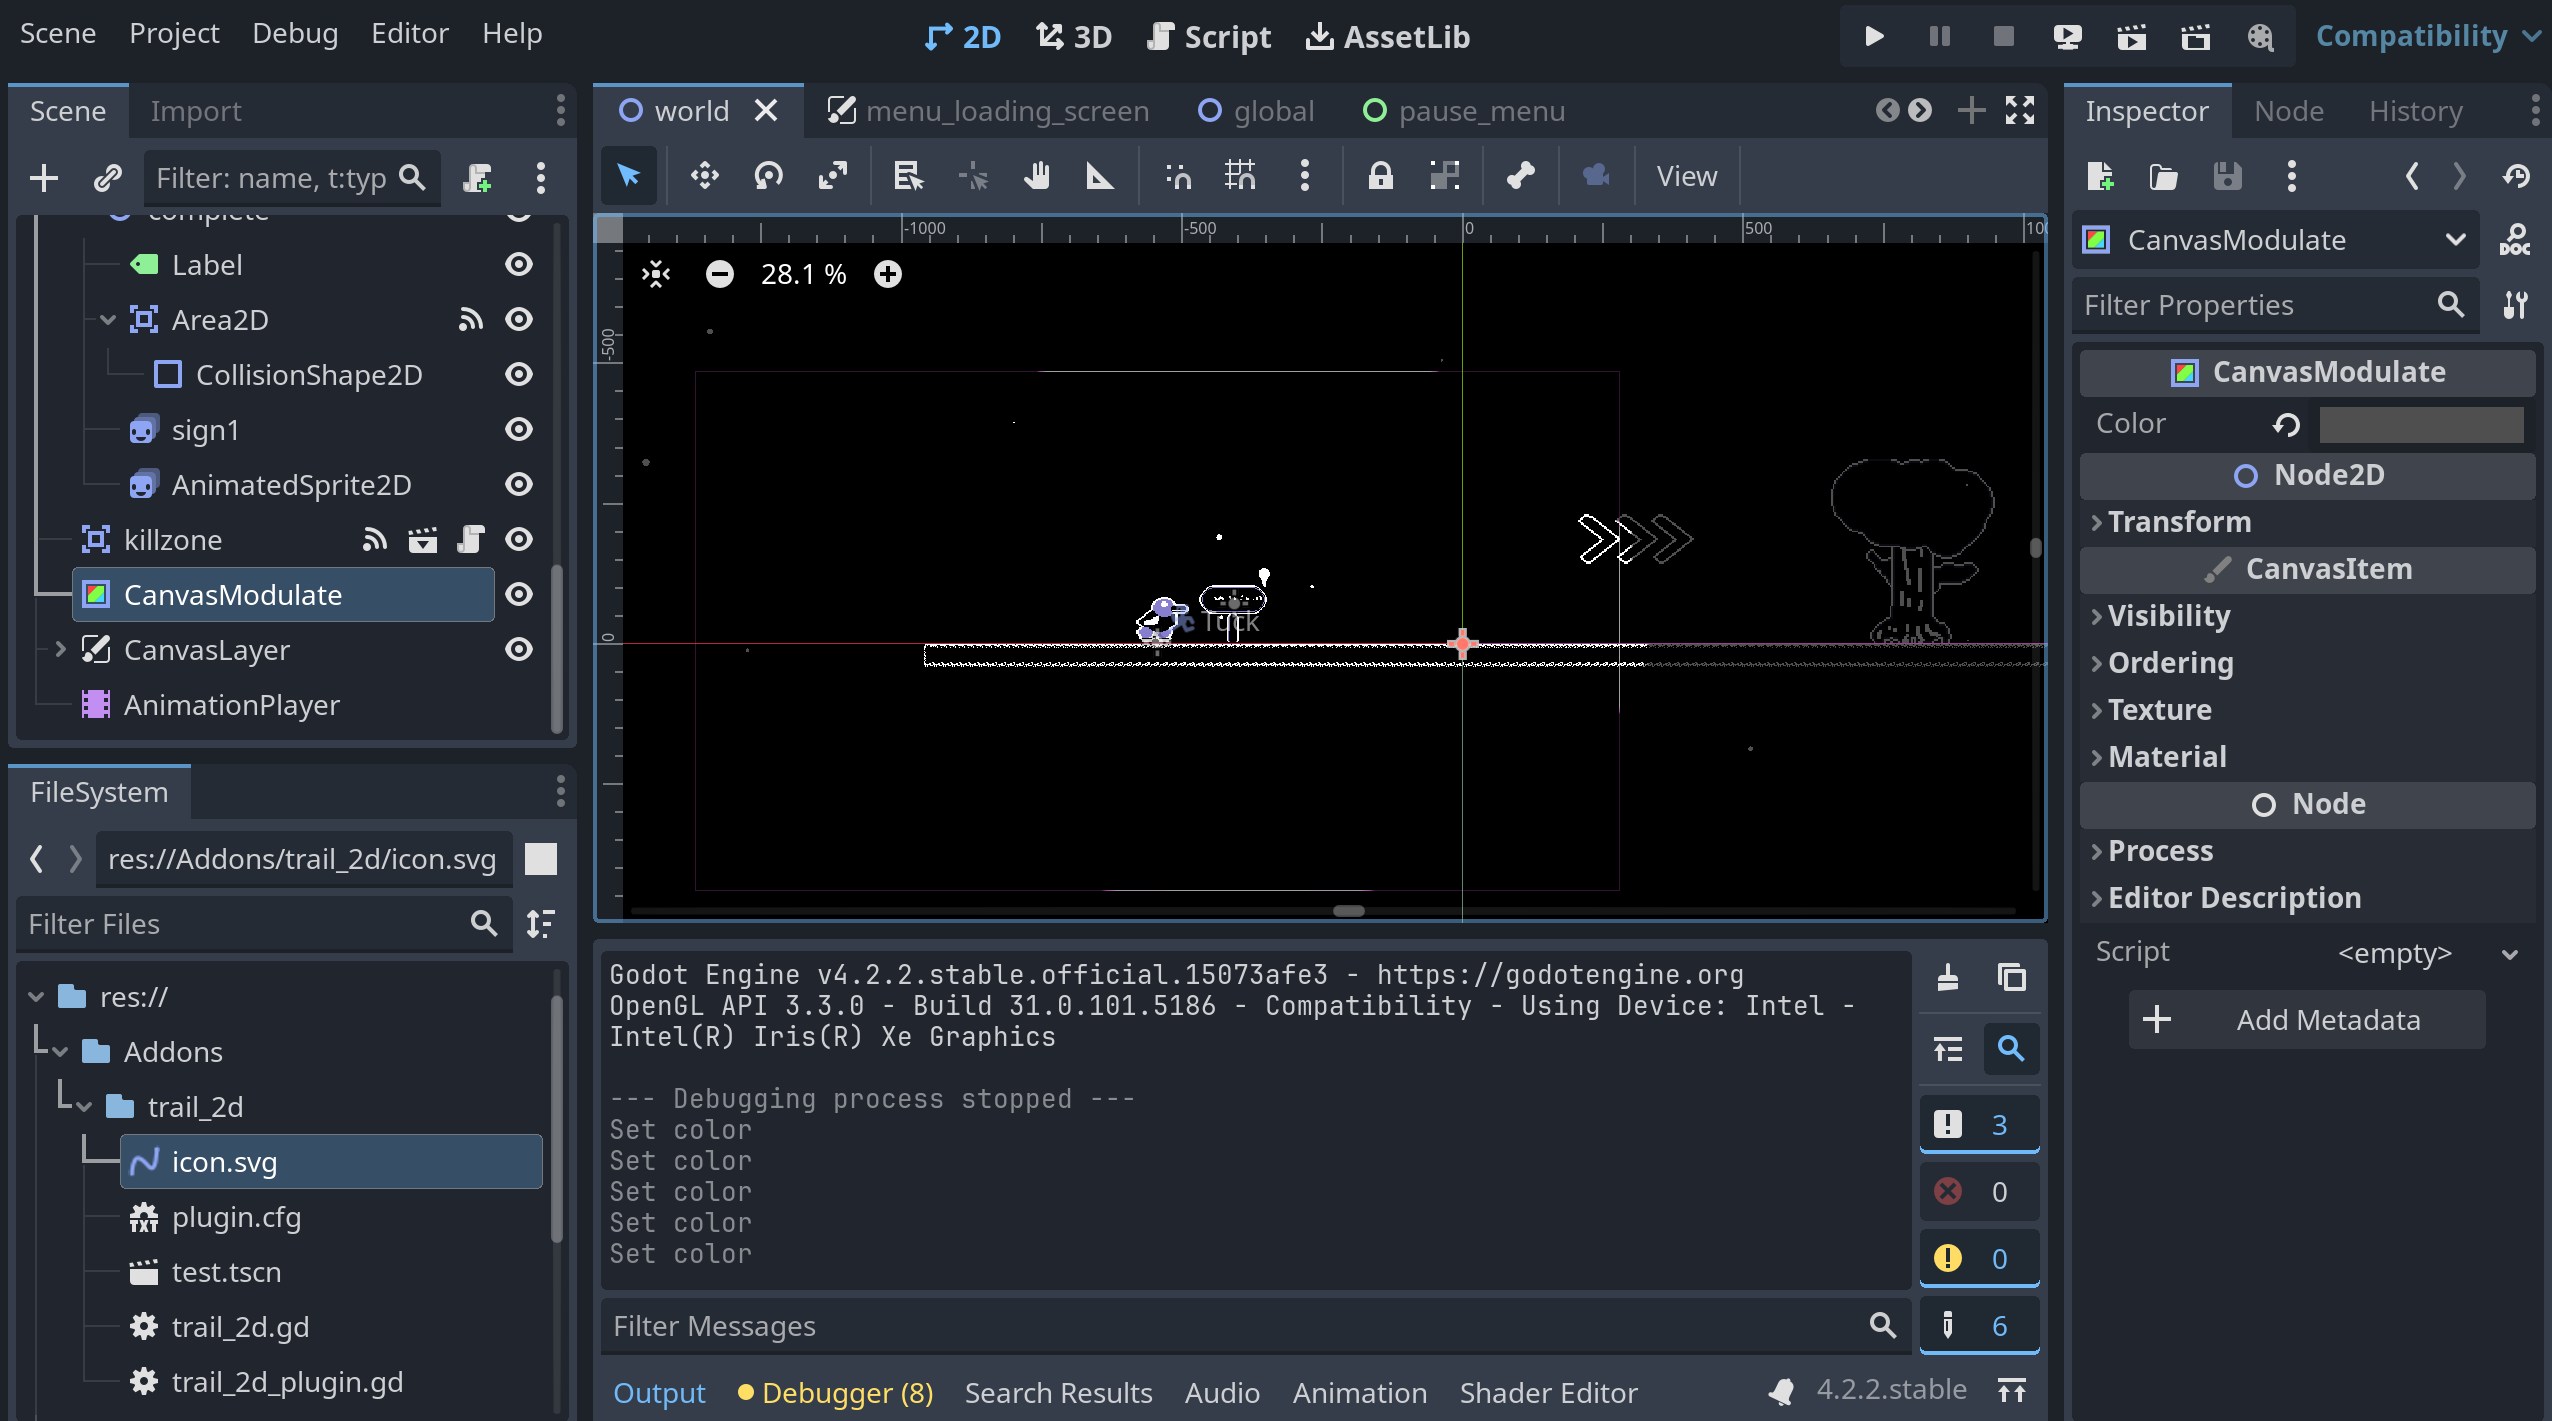 Scene Project Debug Editor Help
2D 3D Script AssetLib
Compatibility
Scene Import
Filter: name, t:typ
complete
Label
Area2D
CollisionShape2D
sign1
AnimatedSprite2D
killzone
CanvasModulate
CanvasLayer
AnimationPlayer
FileSystem
res://Addons/trail_2d/icon.svg
Filter Files
res://
Addons
trail_2d
icon.svg
plugin.cfg
test.tscn
trail_2d.gd
trail_2d_plugin.gd
world menu_loading_screen global pause_menu
View
-1000 -500 0 500 100
28.1 %
-500
0
Tuck
Godot Engine v4.2.2.stable.official.15073afe3 - https://godotengine.org
OpenGL API 3.3.0 - Build 31.0.101.5186 - Compatibility - Using Device: Intel -
Intel(R) Iris(R) Xe Graphics
--- Debugging process stopped ---
Set color
Set color
Set color
Set color
Set color
3
0
0
6
Filter Messages
Output Debugger (8) Search Results Audio Animation Shader Editor 4.2.2.stable
Inspector Node History
CanvasModulate
DOC
Filter Properties
CanvasModulate
Color
Node2D
Transform
CanvasItem
Visibility
Ordering
Texture
Material
Node
Process
Editor Description
Script <empty>
Add Metadata